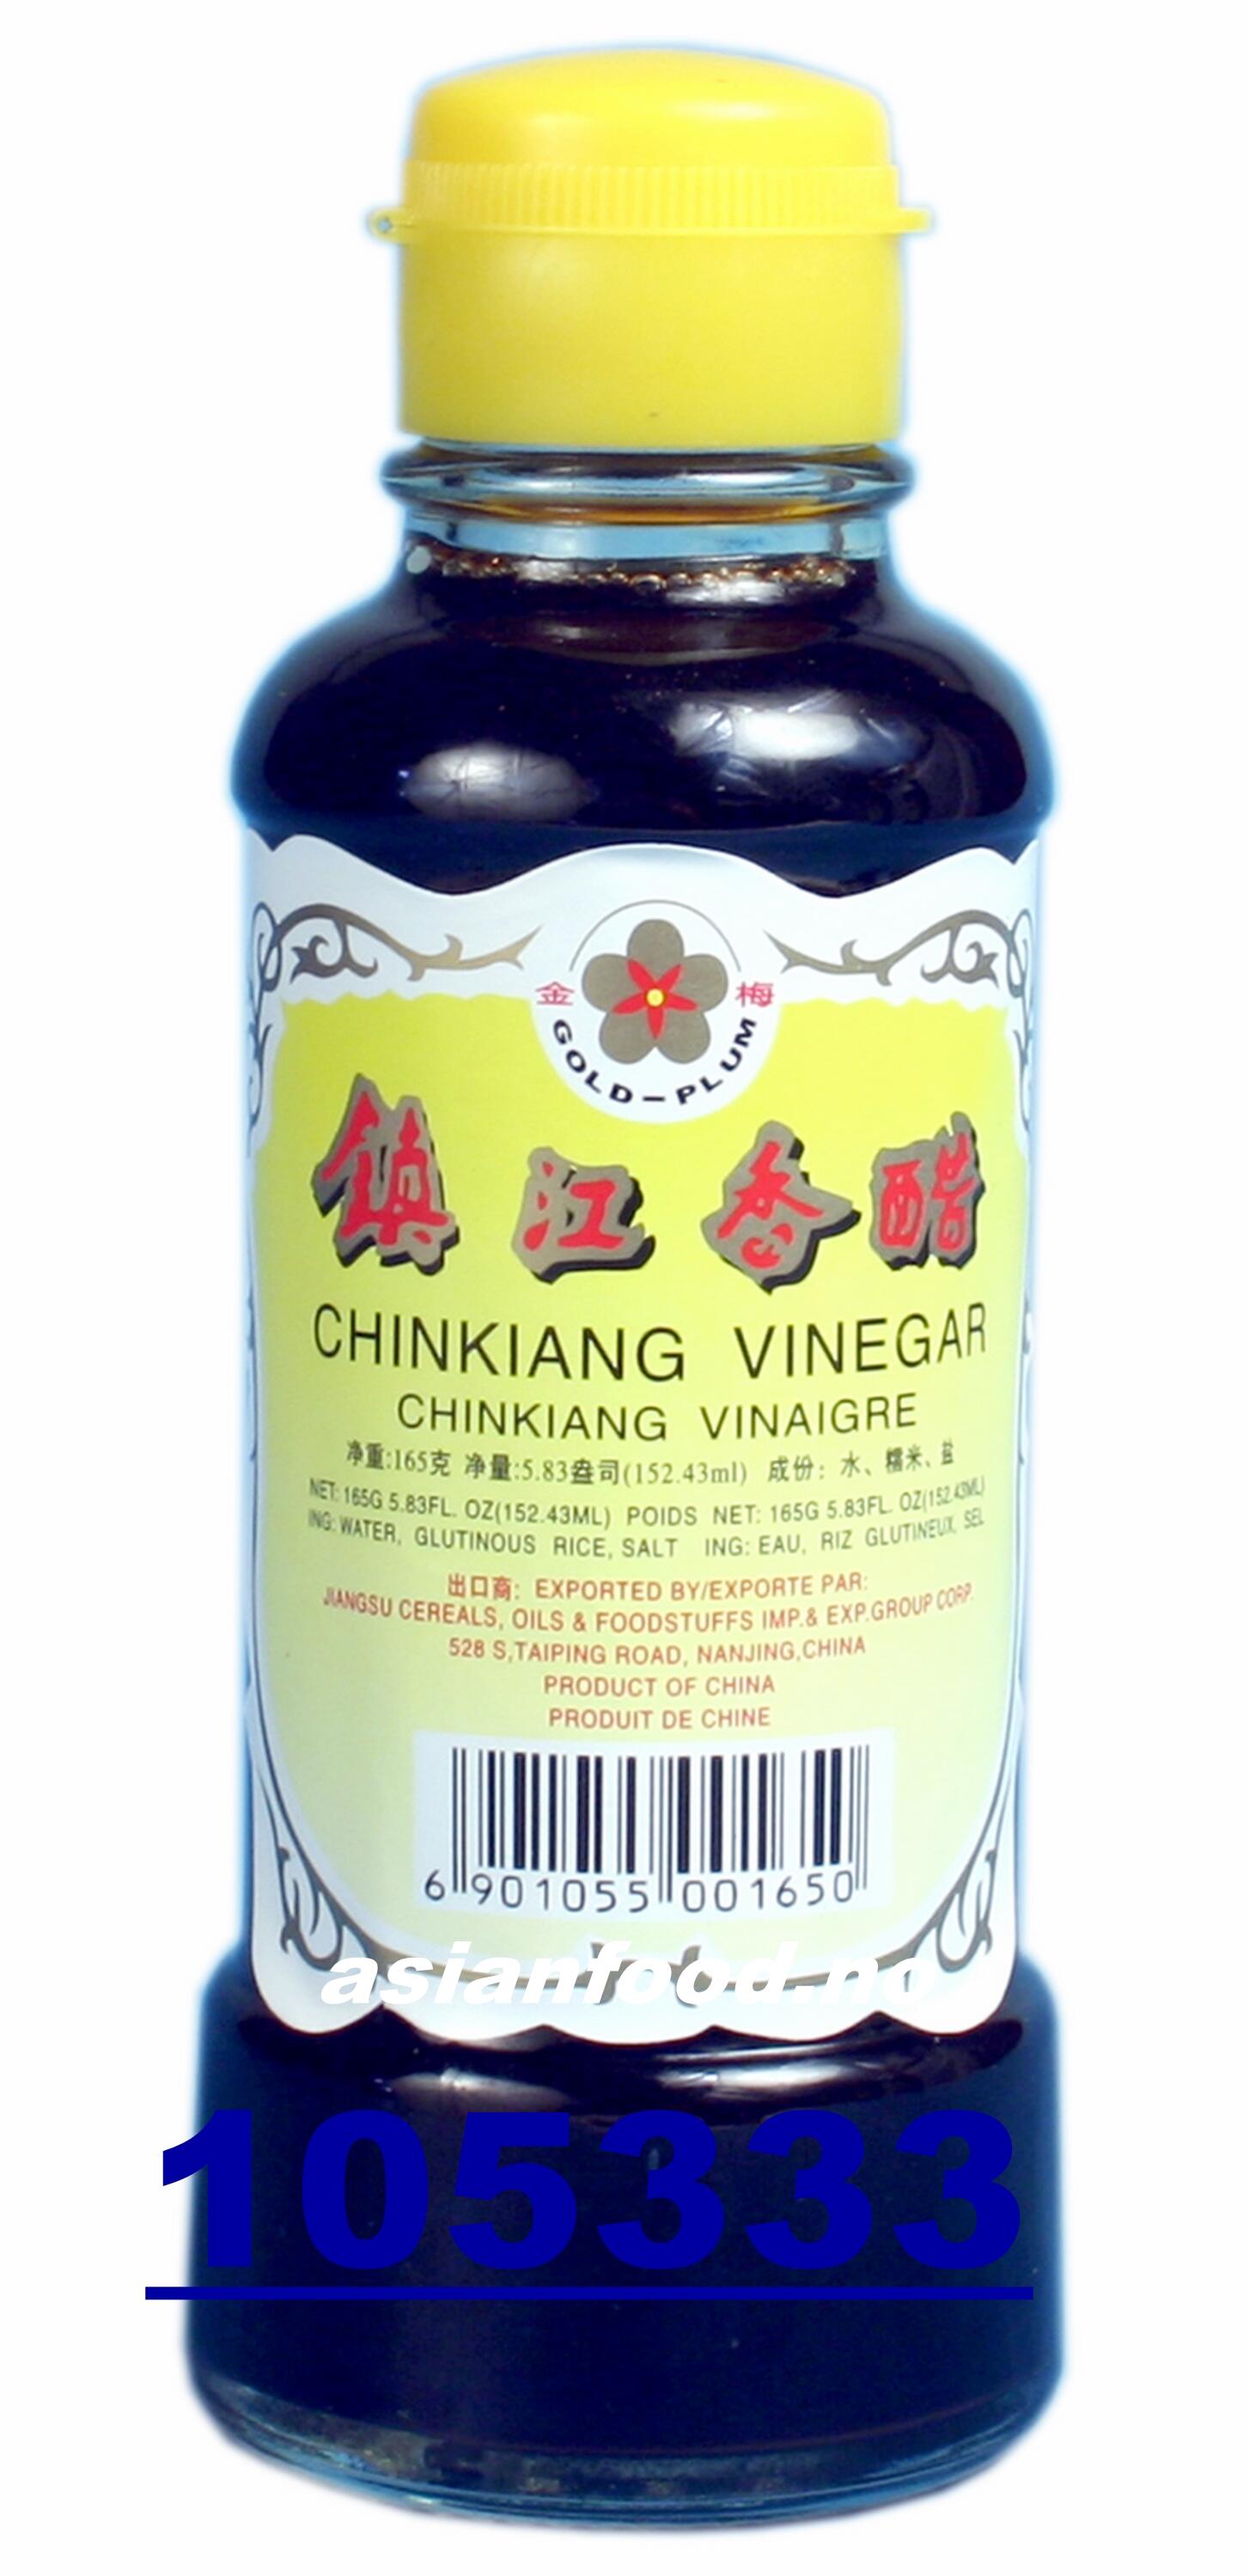 金 梅
GOLD-PLUM
鎮江香醋
CHINKIANG VINEGAR
CHINKIANG VINAIGRE
净重:165克 净量:5.83盎司(152.43ml) 成份: 水、糯米、盐
NET: 165G 5.83FL. OZ(152.43ML) POIDS NET: 165G 5.83FL. OZ(152.43ML)
ING: WATER, GLUTINOUS RICE, SALT ING: EAU, RIZ GLUTINEUX, SEL
出口商: EXPORTED BY/EXPORTE PAR:
JIANGSU CEREALS, OILS & FOODSTUFFS IMP.& EXP.GROUP CORP.
528 S,TAIPING ROAD, NANJING,CHINA
PRODUCT OF CHINA
PRODUIT DE CHINE
6 901055 001650
asianfood.no
105333